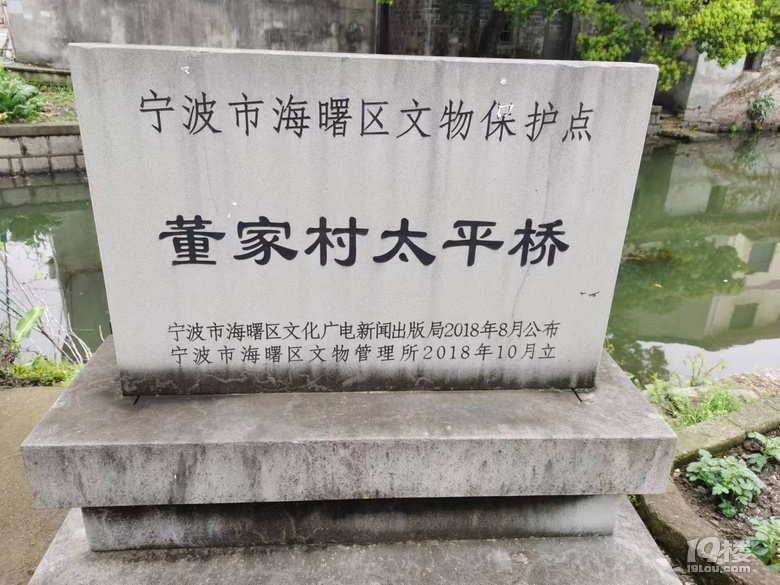 宁波市海曙区文物保护点
董家村太平桥
宁波市海曙区文化广电新闻出版局2018年8月公布
宁波市海曙区文物管理所2018年10月立
19楼
19Lou.com